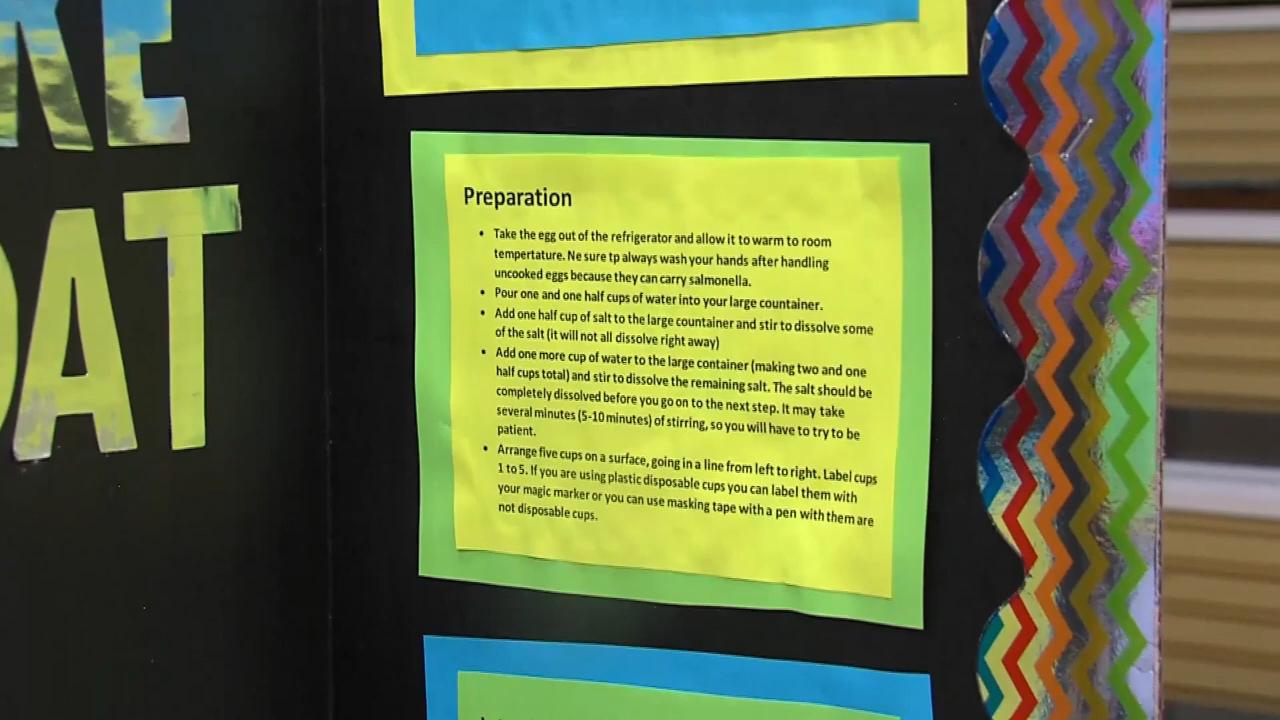 KE
OAT
Preparation
• Take the egg out of the refrigerator and allow it to warm to room
tempertature. Ne sure tp always wash your hands after handling
uncooked eggs because they can carry salmonella.
• Pour one and one half cups of water into your large countainer.
• Add one half cup of salt to the large countainer and stir to dissolve some
of the salt (it will not all dissolve right away)
• Add one more cup of water to the large container (making two and one
half cups total) and stir to dissolve the remaining salt. The salt should be
completely dissolved before you go on to the next step. It may take
several minutes (5-10 minutes) of stirring, so you will have to try to be
patient.
• Arrange five cups on a surface, going in a line from left to right. Label cups
1 to 5. If you are using plastic disposable cups you can label them with
your magic marker or you can use masking tape with a pen with them are
not disposable cups.